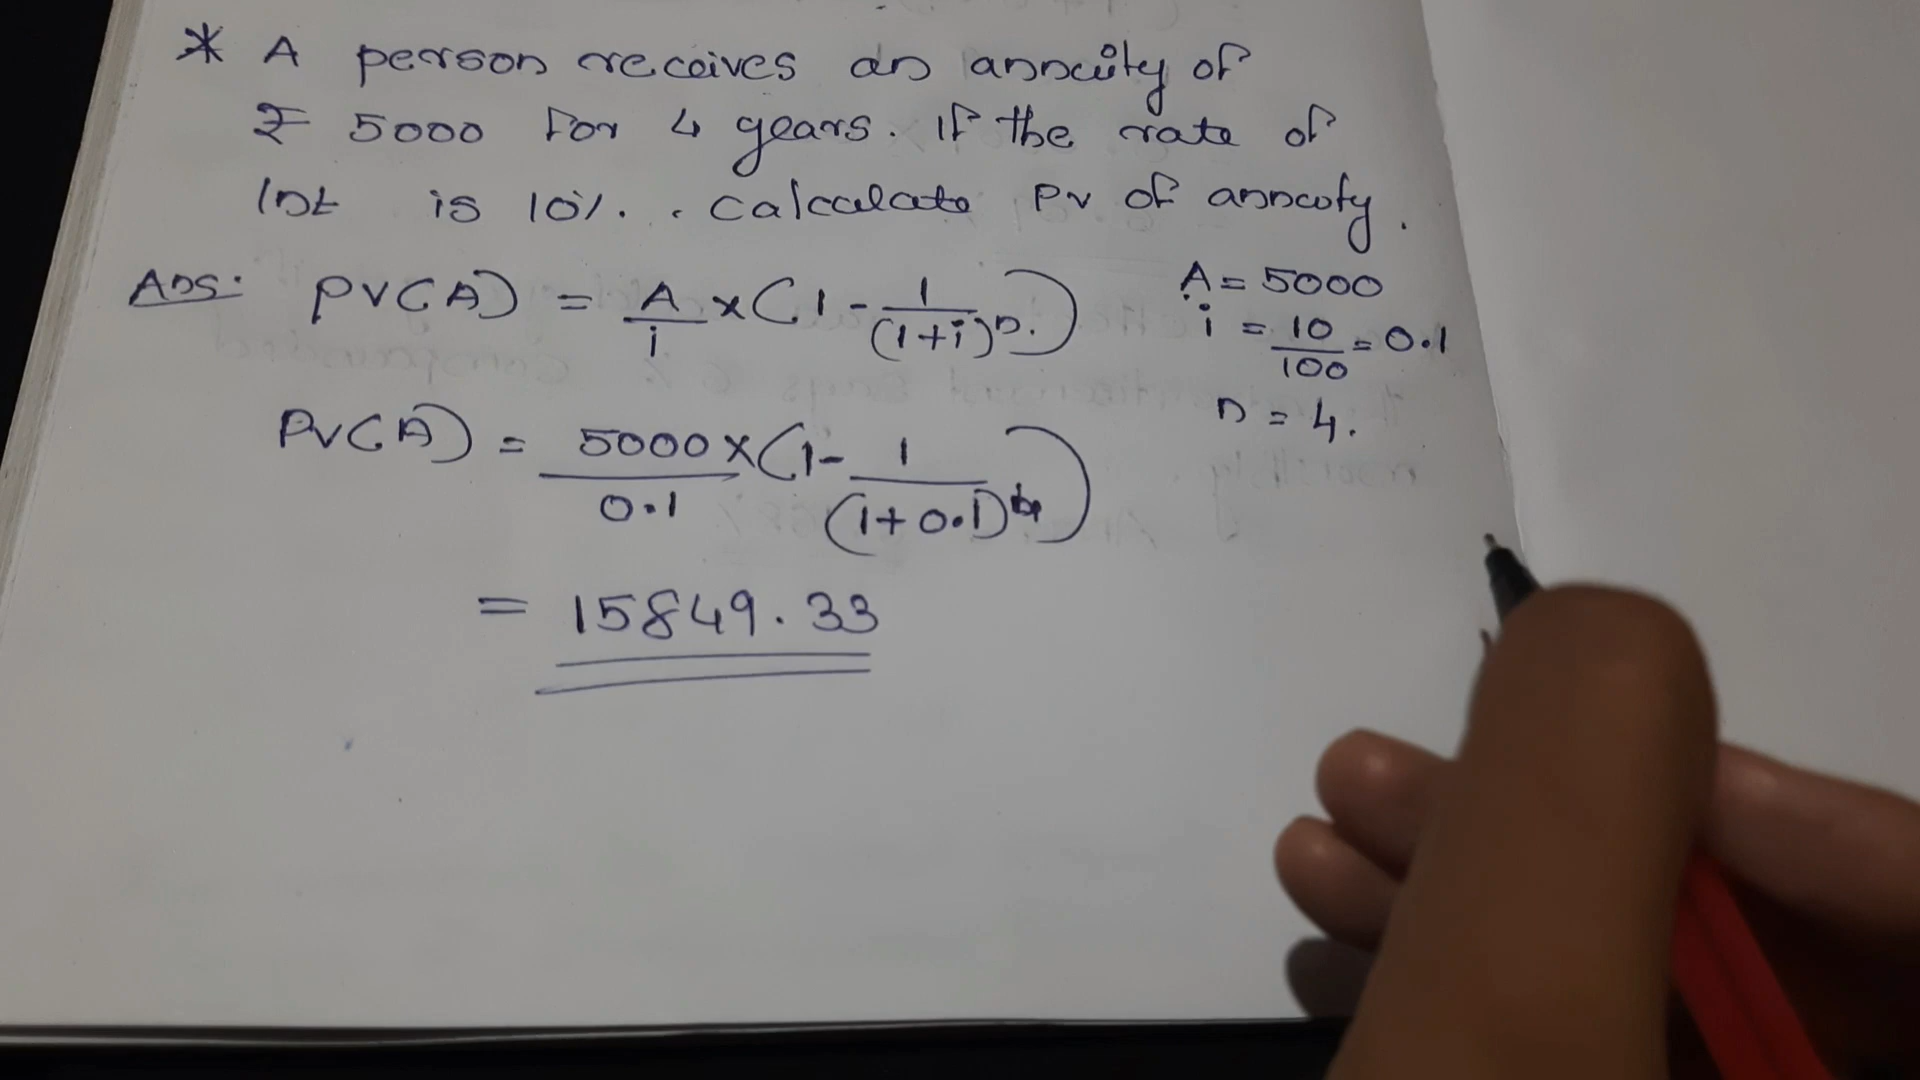 * A person receives an annuity of
₹ 5000 for 4 years. If the rate of
Int is 10%. . calculate Pv of annuty.
Ans: PV(A) = A/i × (1 - 1/(1+i)^n.)
A = 5000
i = 10/100 = 0.1
n = 4.
PV(A) = 5000/0.1 × (1 - 1/(1+0.1)^4)
= 15849.33